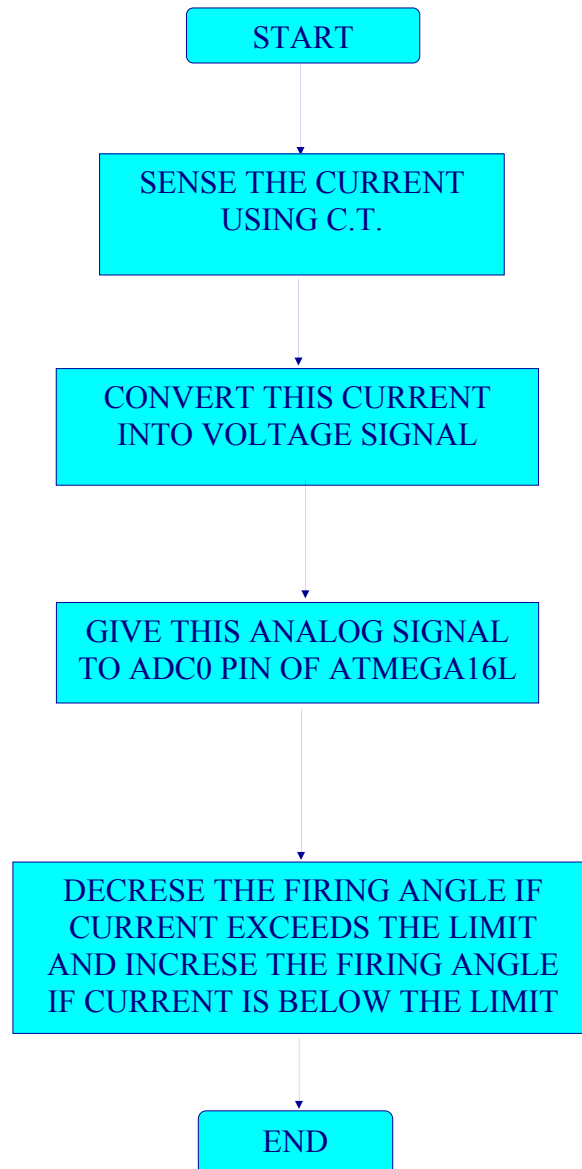 START
SENSE THE CURRENT
USING C.T.
CONVERT THIS CURRENT
INTO VOLTAGE SIGNAL
GIVE THIS ANALOG SIGNAL
TO ADC0 PIN OF ATMEGA16L
DECRESE THE FIRING ANGLE IF
CURRENT EXCEEDS THE LIMIT
AND INCRESE THE FIRING ANGLE
IF CURRENT IS BELOW THE LIMIT
END